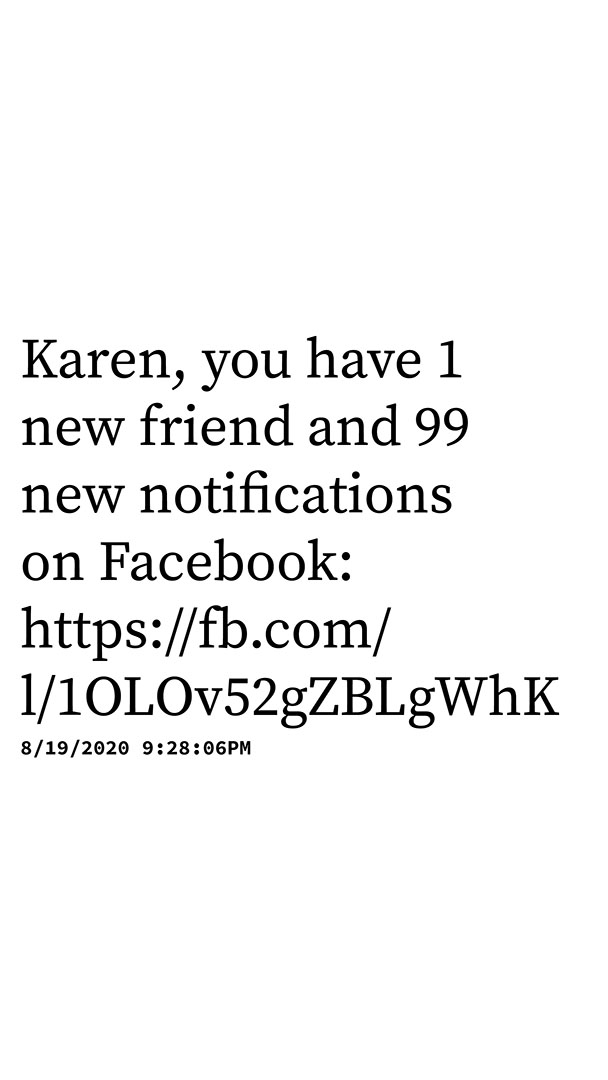 Karen, you have 1
new friend and 99
new notifications
on Facebook:
https://fb.com/
l/1OLOv52gZBLgWhK
8/19/2020 9:28:06PM